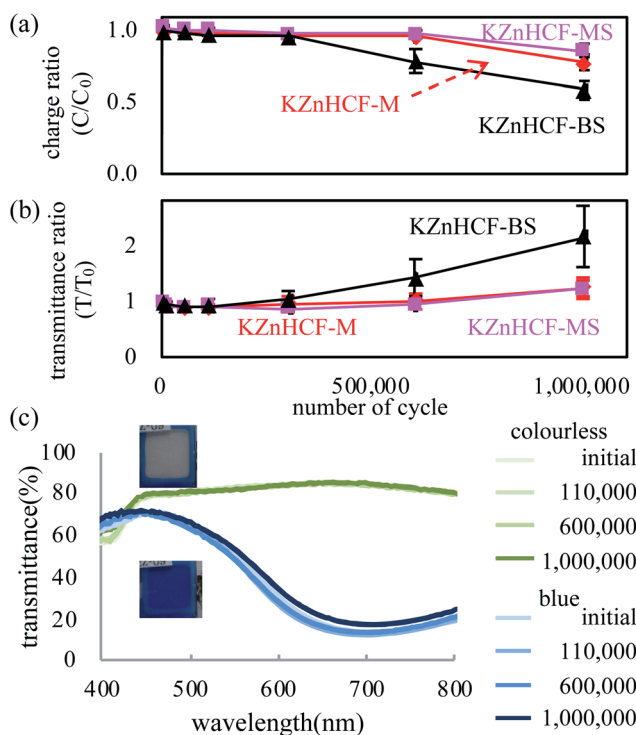 (a)
1.0
0.5
0.0
charge ratio
(C/C₀)
KZnHCF-MS
KZnHCF-M
KZnHCF-BS
(b)
2
1
0
transmittance ratio
(T/T₀)
KZnHCF-BS
KZnHCF-M
KZnHCF-MS
0 500,000 1,000,000
number of cycle
(c)
100
80
60
40
20
0
transmittance(%)
400 500 600 700 800
wavelength(nm)
colourless
initial
110,000
600,000
1,000,000
blue
initial
110,000
600,000
1,000,000